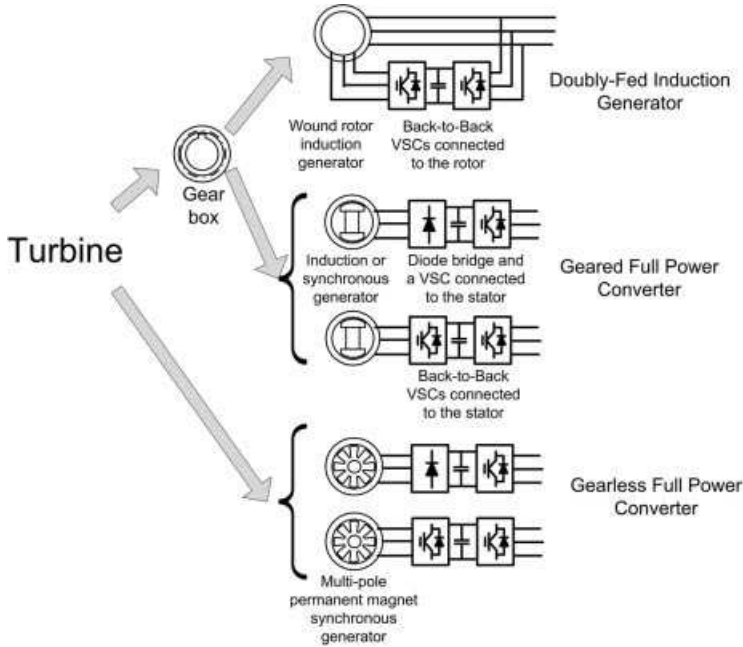 Doubly-Fed Induction
Generator
Wound rotor
induction
generator
Back-to-Back
VSCs connected
to the rotor
Gear
box
Turbine
Induction or
synchronous
generator
Diode bridge and
a VSC connected
to the stator
Geared Full Power
Converter
Back-to-Back
VSCs connected
to the stator
Gearless Full Power
Converter
Multi-pole
permanent magnet
synchronous
generator